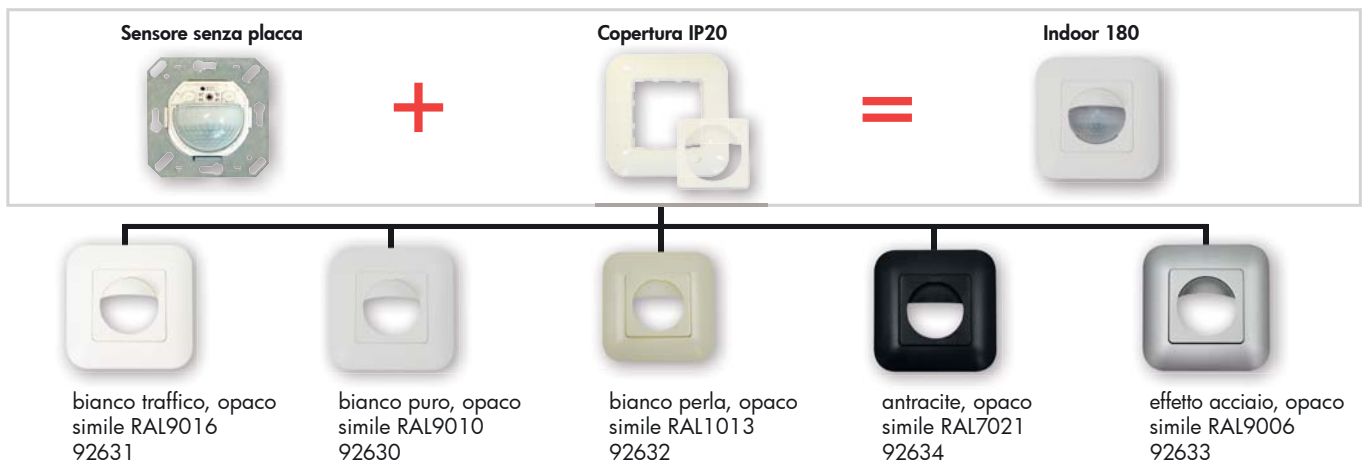 Sensore senza placca
Copertura IP20
Indoor 180
+
=
bianco traffico, opaco
simile RAL9016
92631
bianco puro, opaco
simile RAL9010
92630
bianco perla, opaco
simile RAL1013
92632
antracite, opaco
simile RAL7021
92634
effetto acciaio, opaco
simile RAL9006
92633